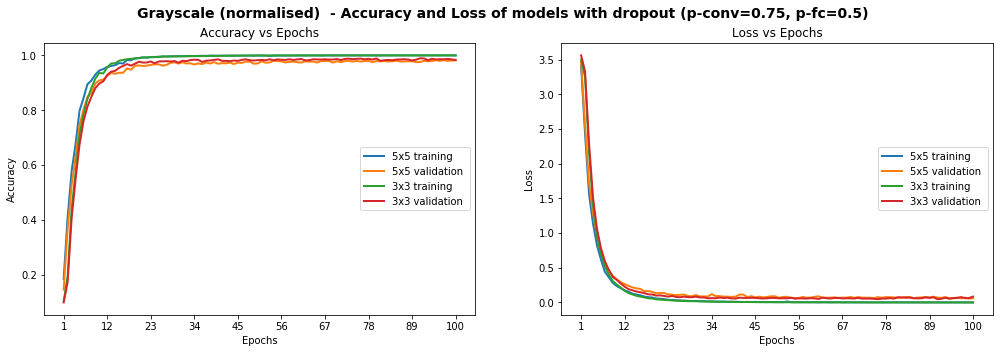 Grayscale (normalised)  - Accuracy and Loss of models with dropout (p-conv=0.75, p-fc=0.5)
Accuracy vs Epochs
1.0
0.8
0.6
0.4
0.2
Accuracy
5x5 training
5x5 validation
3x3 training
3x3 validation
1 12 23 34 45 56 67 78 89 100
Epochs
Loss vs Epochs
3.5
3.0
2.5
2.0
1.5
1.0
0.5
0.0
Loss
5x5 training
5x5 validation
3x3 training
3x3 validation
1 12 23 34 45 56 67 78 89 100
Epochs